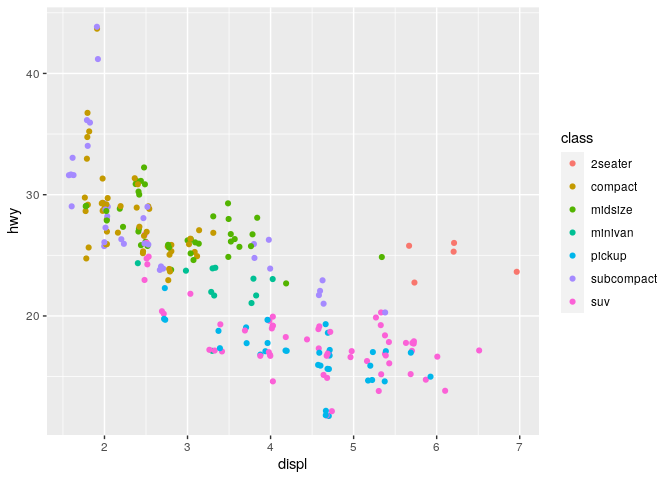 40
30
20
hwy
2
3
4
5
6
7
displ
class
2seater
compact
midsize
minivan
pickup
subcompact
suv